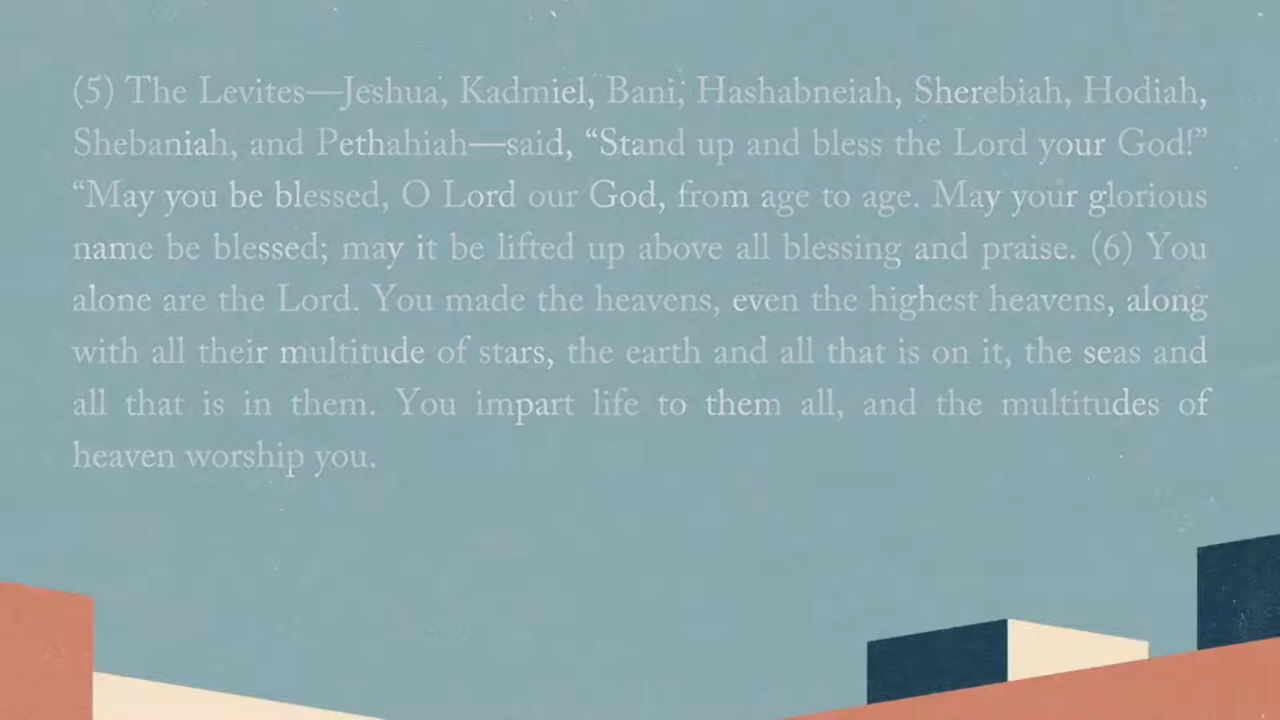 (5) The Levites—Jeshua, Kadmiel, Bani, Hashabneiah, Sherebiah, Hodiah,
Shebaniah, and Pethahiah—said, “Stand up and bless the Lord your God!”
“May you be blessed, O Lord our God, from age to age. May your glorious
name be blessed; may it be lifted up above all blessing and praise. (6) You
alone are the Lord. You made the heavens, even the highest heavens, along
with all their multitude of stars, the earth and all that is on it, the seas and
all that is in them. You impart life to them all, and the multitudes of
heaven worship you.